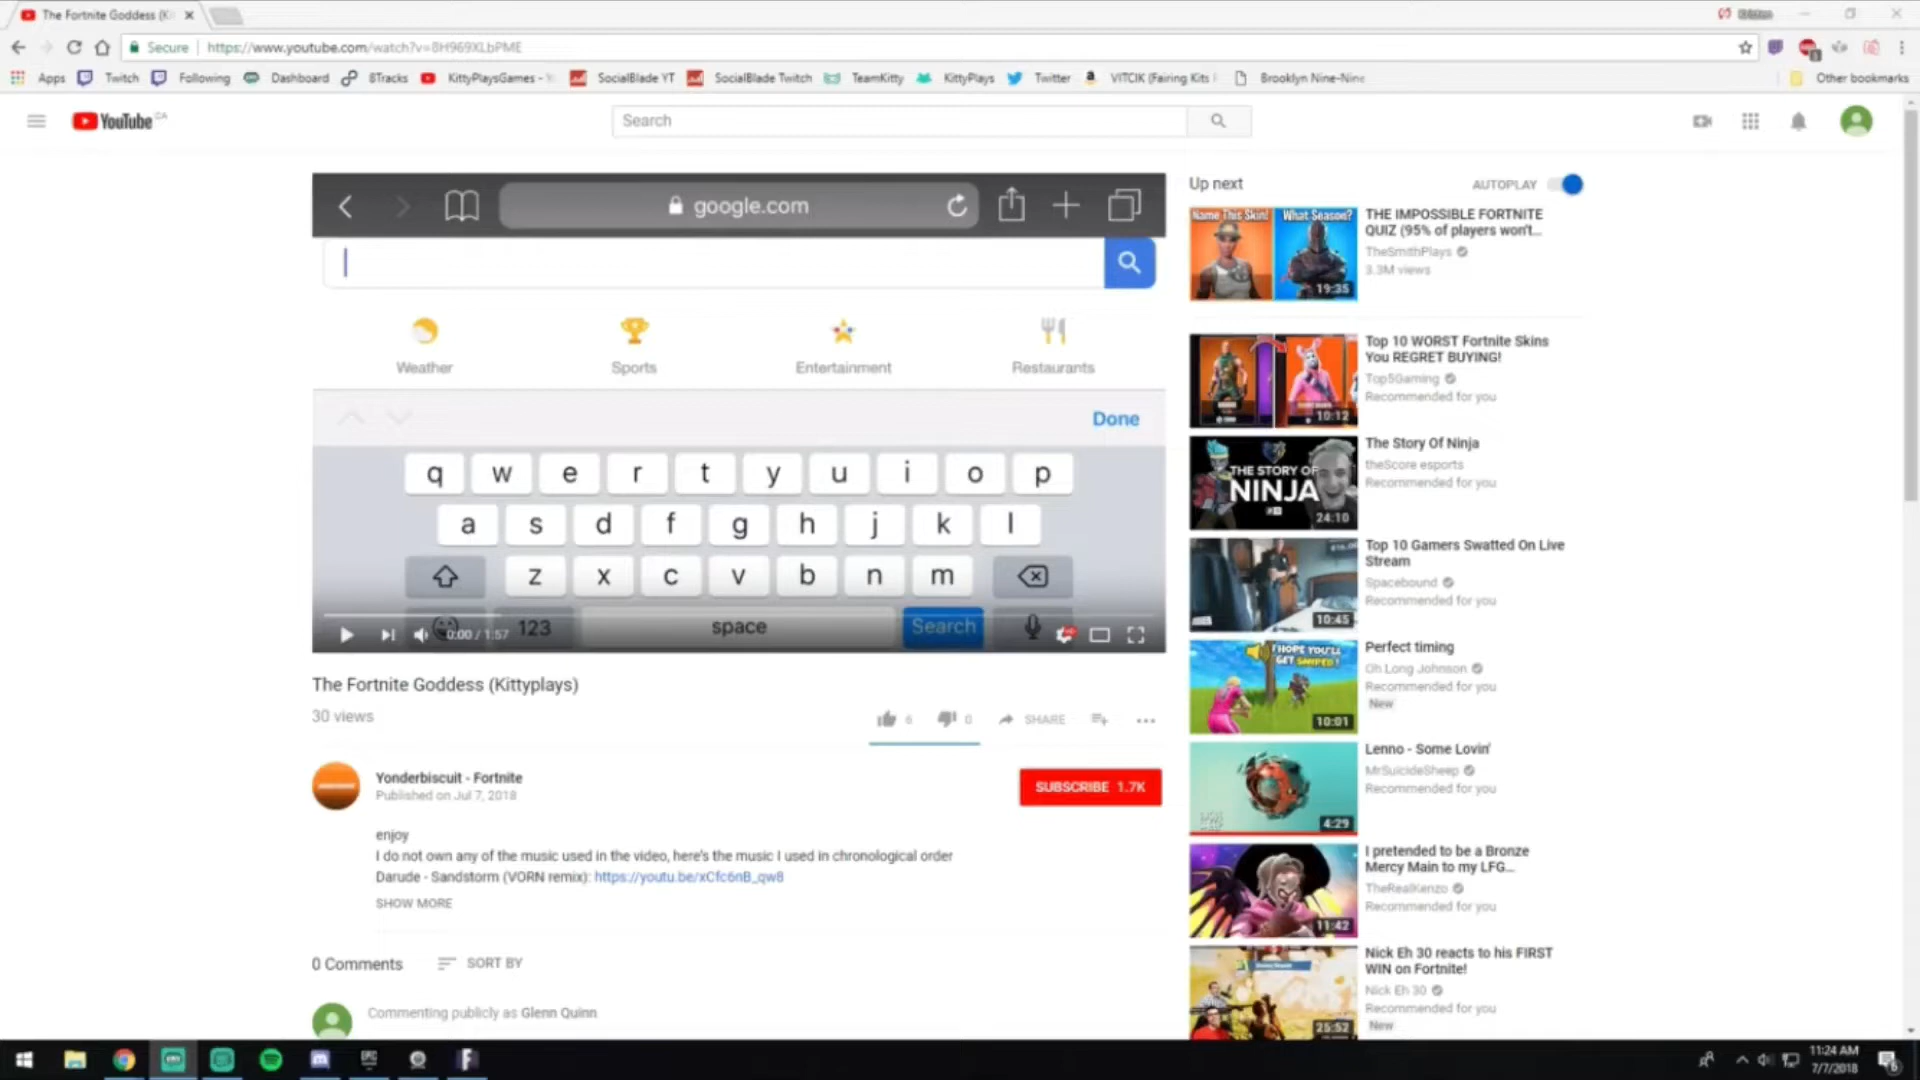 The Fortnite Goddess (Ki
Secure https://www.youtube.com/watch?v=8H969XLbPME
Apps Twitch Following Dashboard 8Tracks KittyPlaysGames - SocialBlade YT SocialBlade Twitch TeamKitty KittyPlays Twitter VITCIK (Fairing Kits Brooklyn Nine-Nine Other bookmarks
YouTube CA
Search
google.com
Weather Sports Entertainment Restaurants
Done
q w e r t y u i o p
a s d f g h j k l
z x c v b n m
0:00 / 1:57 123 space Search
The Fortnite Goddess (Kittyplays)
30 views
6 0 SHARE
Yonderbiscuit - Fortnite
Published on Jul 7, 2018
SUBSCRIBE 1.7K
enjoy
I do not own any of the music used in the video, here's the music I used in chronological order
Darude - Sandstorm (VORN remix): https://youtu.be/xCfc6nB_qw8
SHOW MORE
0 Comments SORT BY
Commenting publicly as Glenn Quinn
Up next AUTOPLAY
Name This Skin! What Season?
19:35
THE IMPOSSIBLE FORTNITE
QUIZ (95% of players won't...
TheSmithPlays
3.3M views
10:12
Top 10 WORST Fortnite Skins
You REGRET BUYING!
Top5Gaming
Recommended for you
THE STORY OF
NINJA
24:10
The Story Of Ninja
theScore esports
Recommended for you
10:45
Top 10 Gamers Swatted On Live
Stream
Spacebound
Recommended for you
I HOPE YOU'LL
GET SNIPED!
10:01
Perfect timing
Oh Long Johnson
Recommended for you
New
4:29
Lenno - Some Lovin'
MrSuicideSheep
Recommended for you
11:42
I pretended to be a Bronze
Mercy Main to my LFG...
TheRealKenzo
Recommended for you
25:52
Nick Eh 30 reacts to his FIRST
WIN on Fortnite!
Nick Eh 30
Recommended for you
New
EPIC
11:24 AM
7/7/2018